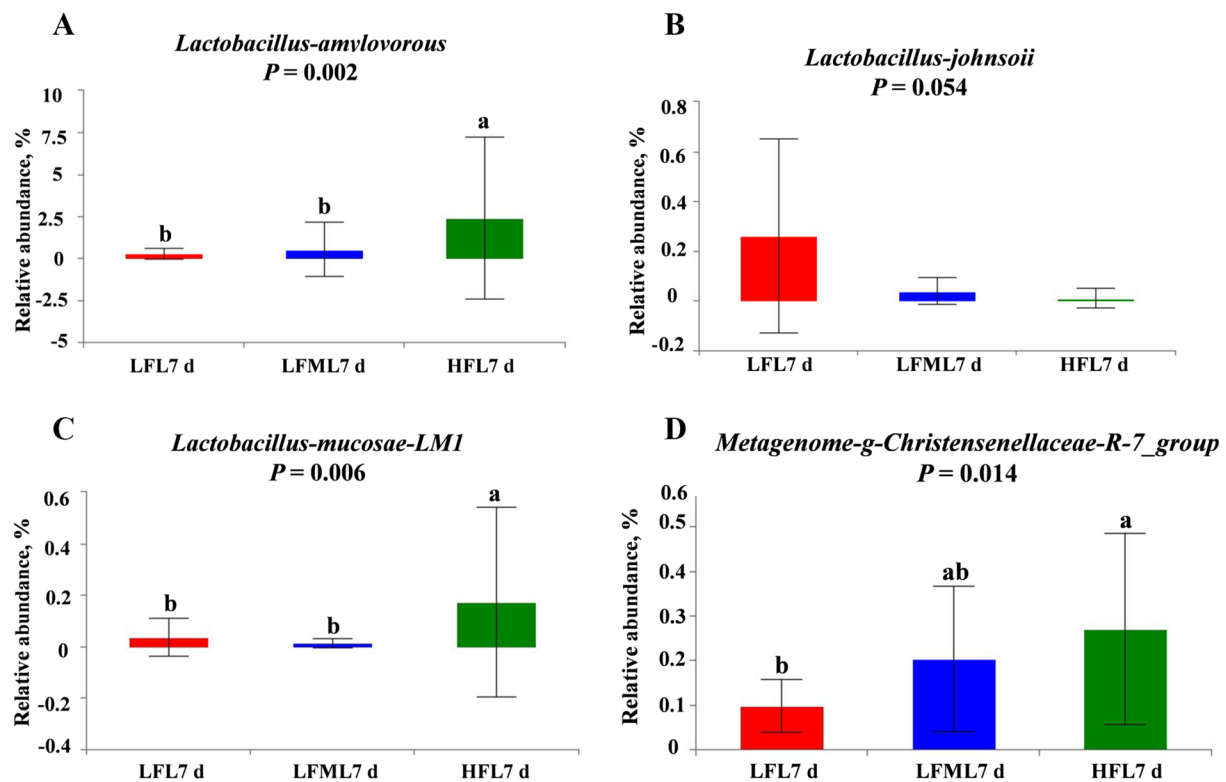 A
Lactobacillus-amylovorous
P = 0.002
Relative abundance, %
10
7.5
5
2.5
0
-2.5
-5
b
b
a
LFL7 d
LFML7 d
HFL7 d
B
Lactobacillus-johnsoii
P = 0.054
Relative abundance, %
0.8
0.6
0.4
0.2
0
-0.2
LFL7 d
LFML7 d
HFL7 d
C
Lactobacillus-mucosae-LM1
P = 0.006
Relative abundance, %
0.6
0.4
0.2
0
-0.2
-0.4
b
b
a
LFL7 d
LFML7 d
HFL7 d
D
Metagenome-g-Christensenellaceae-R-7_group
P = 0.014
Relative abundance, %
0.6
0.5
0.4
0.3
0.2
0.1
0
b
ab
a
LFL7 d
LFML7 d
HFL7 d